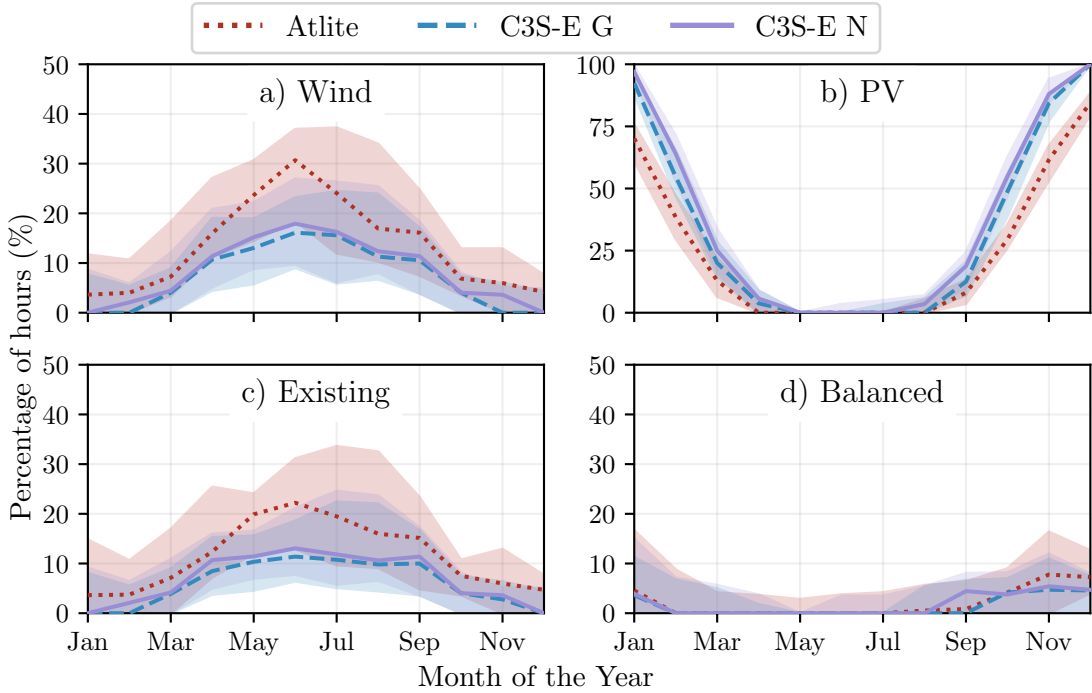 Atlite C3S-E G C3S-E N
Percentage of hours (%)
a) Wind
50
40
30
20
10
0
b) PV
100
75
50
25
0
c) Existing
50
40
30
20
10
0
Jan Mar May Jul Sep Nov
d) Balanced
50
40
30
20
10
0
Jan Mar May Jul Sep Nov
Month of the Year